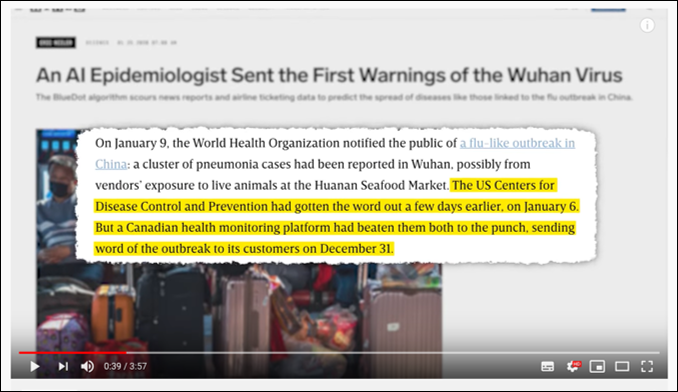 An AI Epidemiologist Sent the First Warnings of the Wuhan Virus
The BlueDot algorithm scours news reports and airline ticketing data to predict the spread of diseases like those linked to the flu outbreak in China.
On January 9, the World Health Organization notified the public of a flu-like outbreak in
China: a cluster of pneumonia cases had been reported in Wuhan, possibly from
vendors' exposure to live animals at the Huanan Seafood Market. The US Centers for
Disease Control and Prevention had gotten the word out a few days earlier, on January 6.
But a Canadian health monitoring platform had beaten them both to the punch, sending
word of the outbreak to its customers on December 31.
0:39 / 3:57
HD